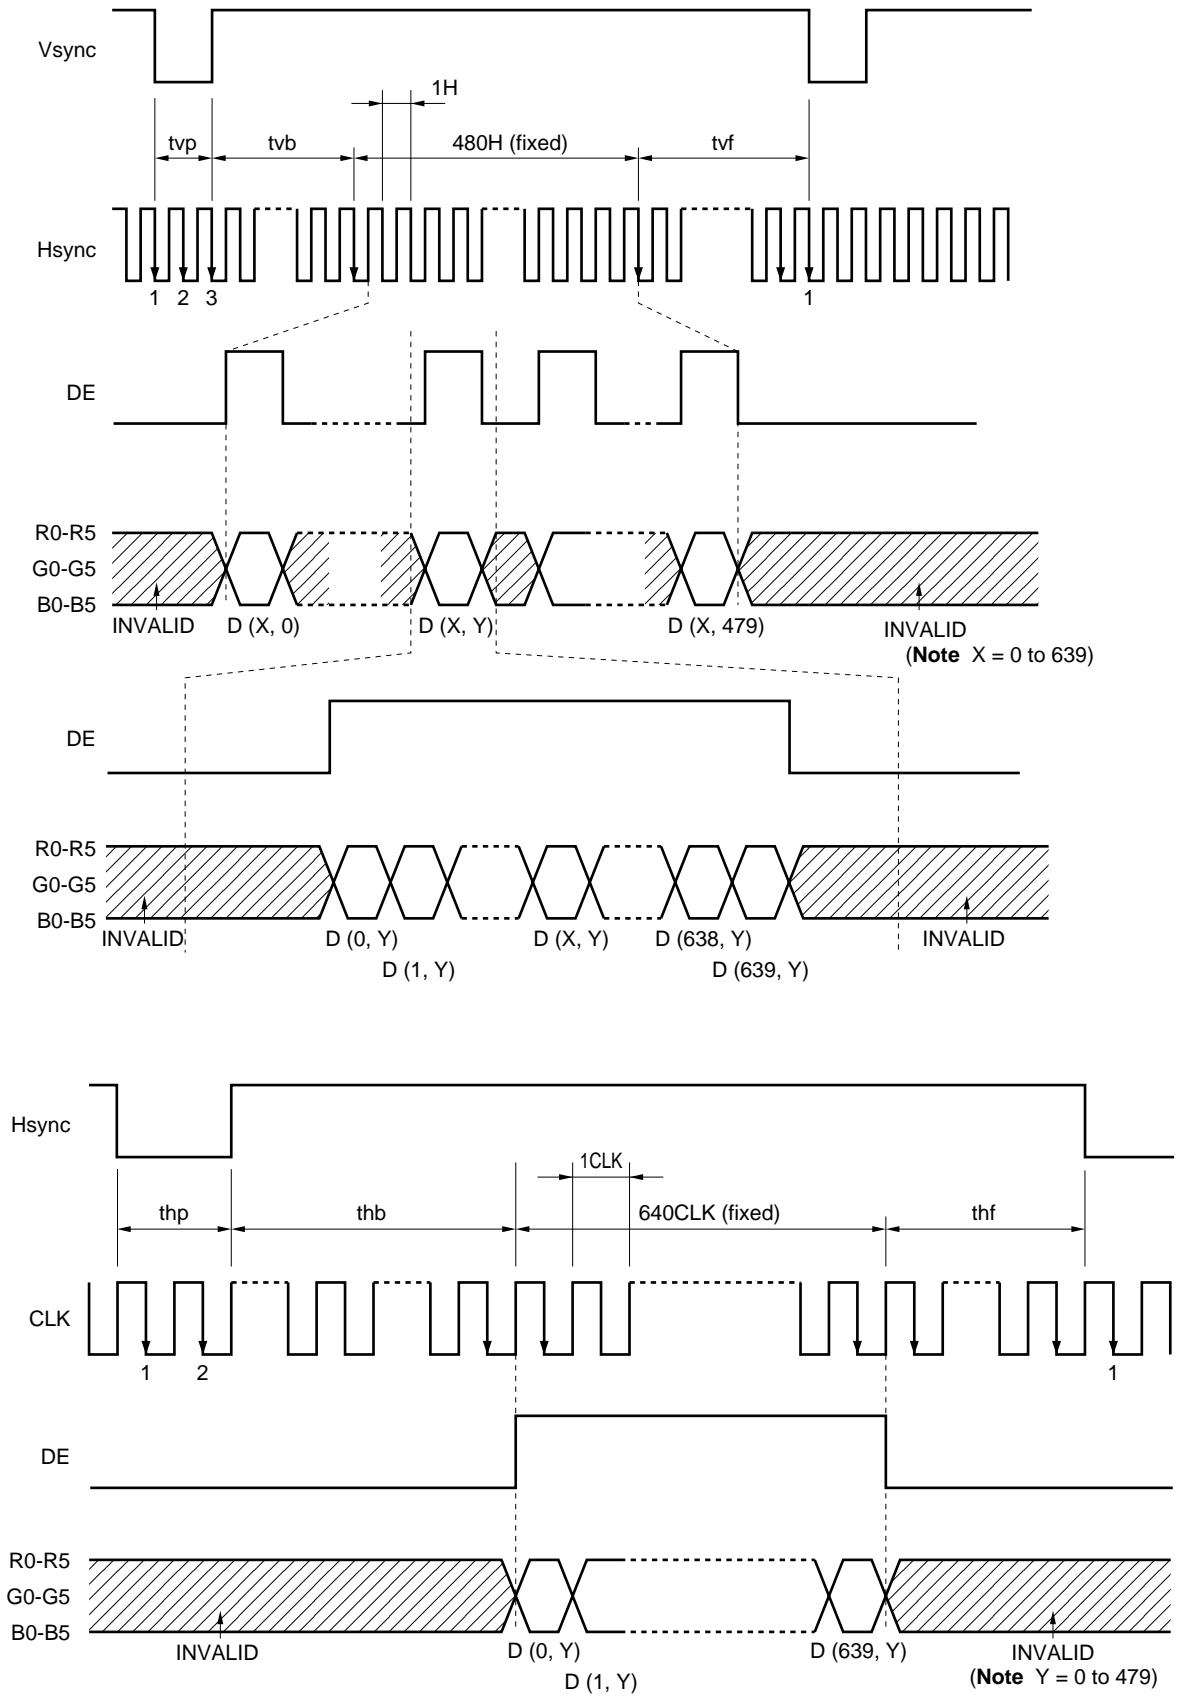 Vsync
1H
tvp tvb 480H (fixed) tvf
Hsync
1 2 3 1
DE
R0-R5
G0-G5
B0-B5
INVALID D (X, 0) D (X, Y) D (X, 479) INVALID
(Note X = 0 to 639)
DE
R0-R5
G0-G5
B0-B5
INVALID D (0, Y) D (X, Y) D (638, Y) INVALID
D (1, Y) D (639, Y)
Hsync
1CLK
thp thb 640CLK (fixed) thf
CLK
1 2 1
DE
R0-R5
G0-G5
B0-B5
INVALID D (0, Y) D (639, Y) INVALID
D (1, Y) (Note Y = 0 to 479)